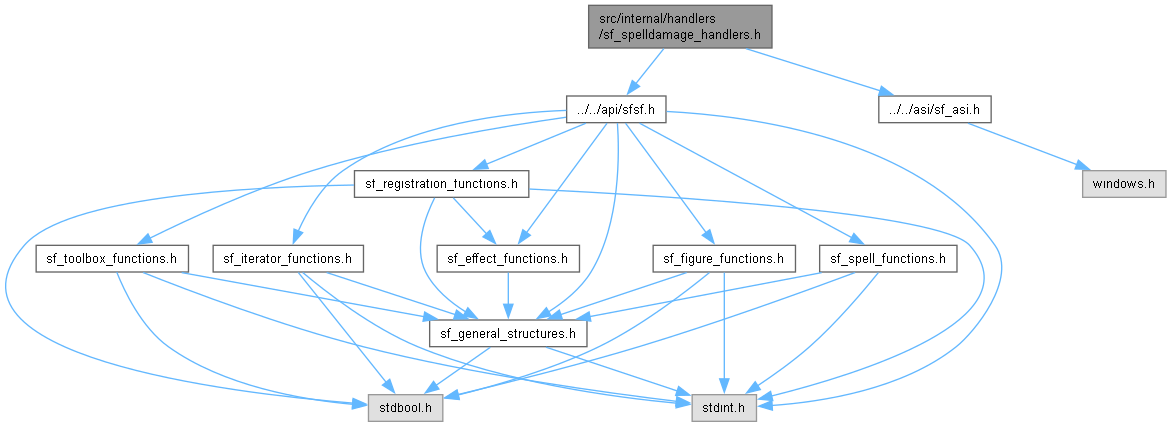 src/internal/handlers
/sf_spelldamage_handlers.h
../../api/sfsf.h
../../asi/sf_asi.h
sf_registration_functions.h
windows.h
sf_toolbox_functions.h
sf_iterator_functions.h
sf_effect_functions.h
sf_figure_functions.h
sf_spell_functions.h
sf_general_structures.h
stdbool.h
stdint.h